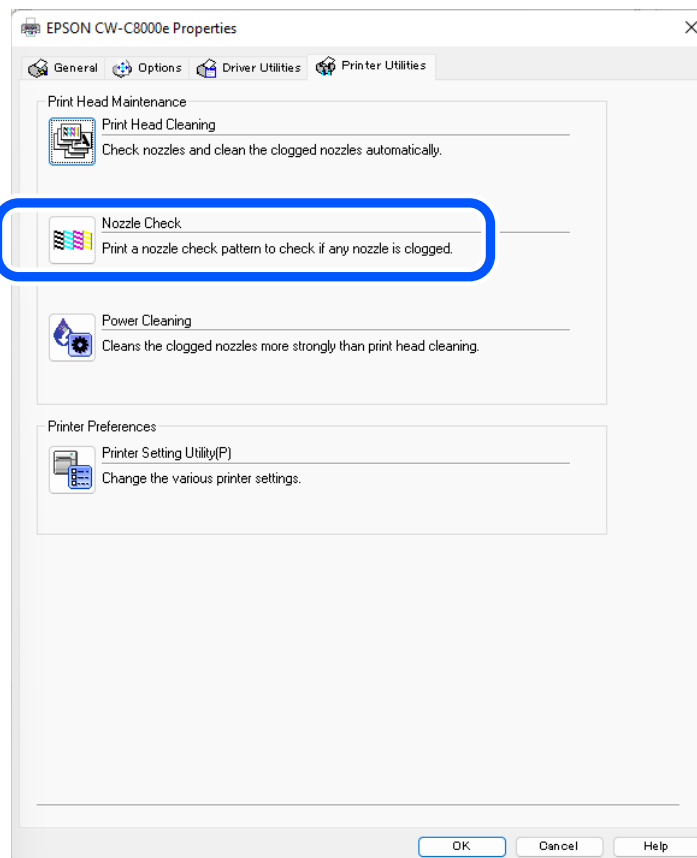 EPSON CW-C8000e Properties
General Options Driver Utilities Printer Utilities
Print Head Maintenance
Print Head Cleaning
Check nozzles and clean the clogged nozzles automatically.
Nozzle Check
Print a nozzle check pattern to check if any nozzle is clogged.
Power Cleaning
Cleans the clogged nozzles more strongly than print head cleaning.
Printer Preferences
Printer Setting Utility(P)
Change the various printer settings.
OK Cancel Help